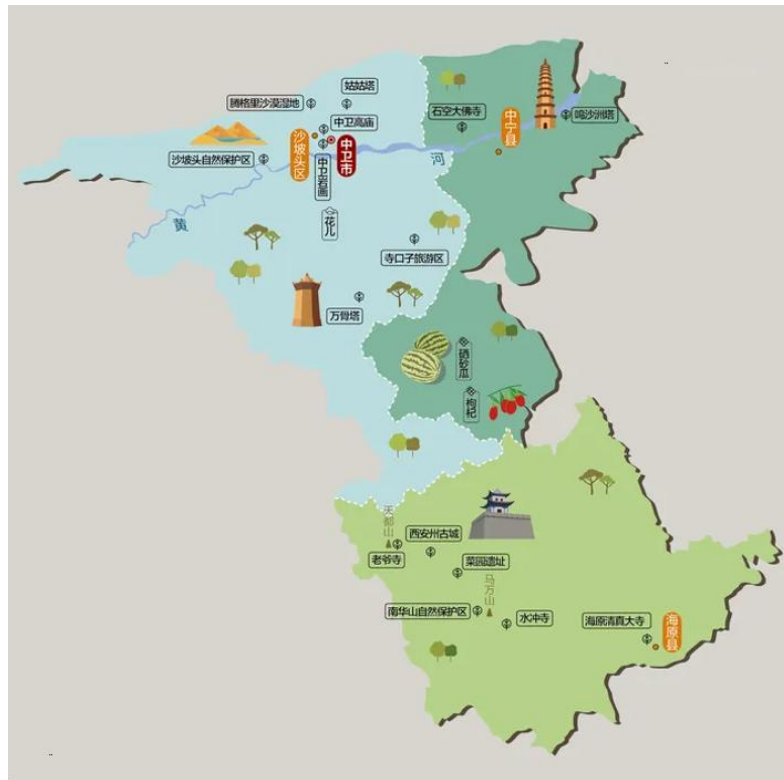 姑姑塔
腾格里沙漠湿地
中卫高庙
石空大佛寺
中宁县
鸣沙洲塔
沙坡头区
中卫市
沙坡头自然保护区
中卫岩画
河
黄
花儿
寺口子旅游区
万骨塔
硒砂瓜
枸杞
天都山
西安州古城
老爷寺
菜园遗址
马万山
南华山自然保护区
水冲寺
海原清真大寺
海原县